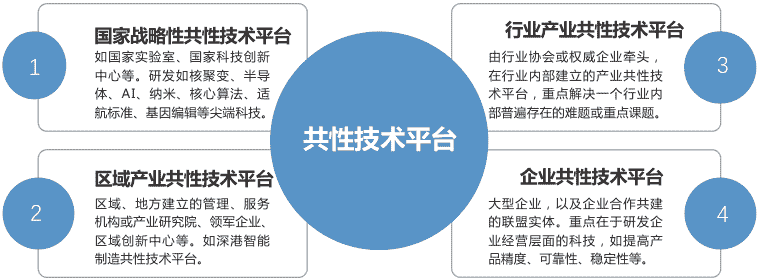 1
国家战略性共性技术平台
如国家实验室、国家科技创新
中心等。研发如核聚变、半导
体、AI、纳米、核心算法、适
航标准、基因编辑等尖端科技。
2
区域产业共性技术平台
区域、地方建立的管理、服务
机构或产业研究院、领军企业、
区域创新中心等。如深港智能
制造共性技术平台。
共性技术平台
行业产业共性技术平台
由行业协会或权威企业牵头，
在行业内部建立的产业共性技
术平台，重点解决一个行业内
部普遍存在的难题或重点课题。
3
企业共性技术平台
大型企业，以及企业合作共建
的联盟实体。重点在于研发企
业经营层面的科技，如提高产
品精度、可靠性、稳定性等。
4